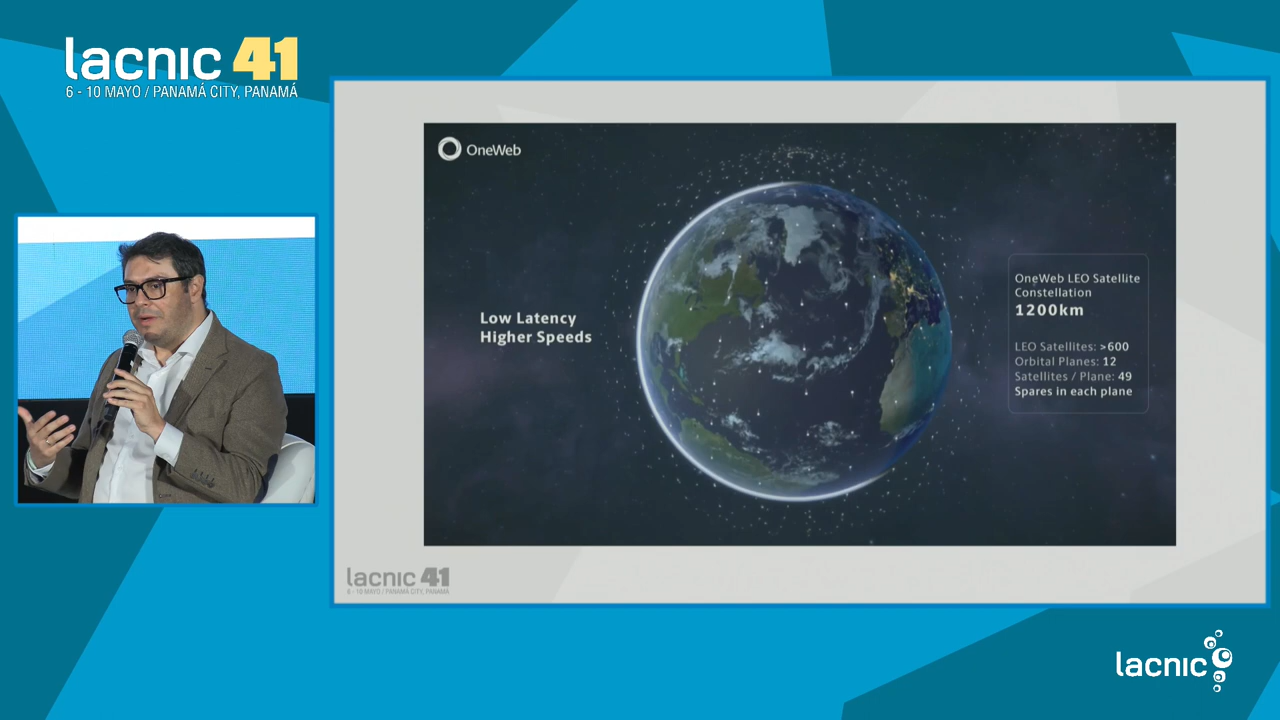 lacnic 41
6 - 10 MAYO / PANAMÁ CITY, PANAMÁ
OneWeb
Low Latency
Higher Speeds
OneWeb LEO Satellite
Constellation
1200km
LEO Satellites: >600
Orbital Planes: 12
Satellites / Plane: 49
Spares in each plane
lacnic 41
6 - 10 MAYO / PANAMÁ CITY, PANAMÁ
lacnic